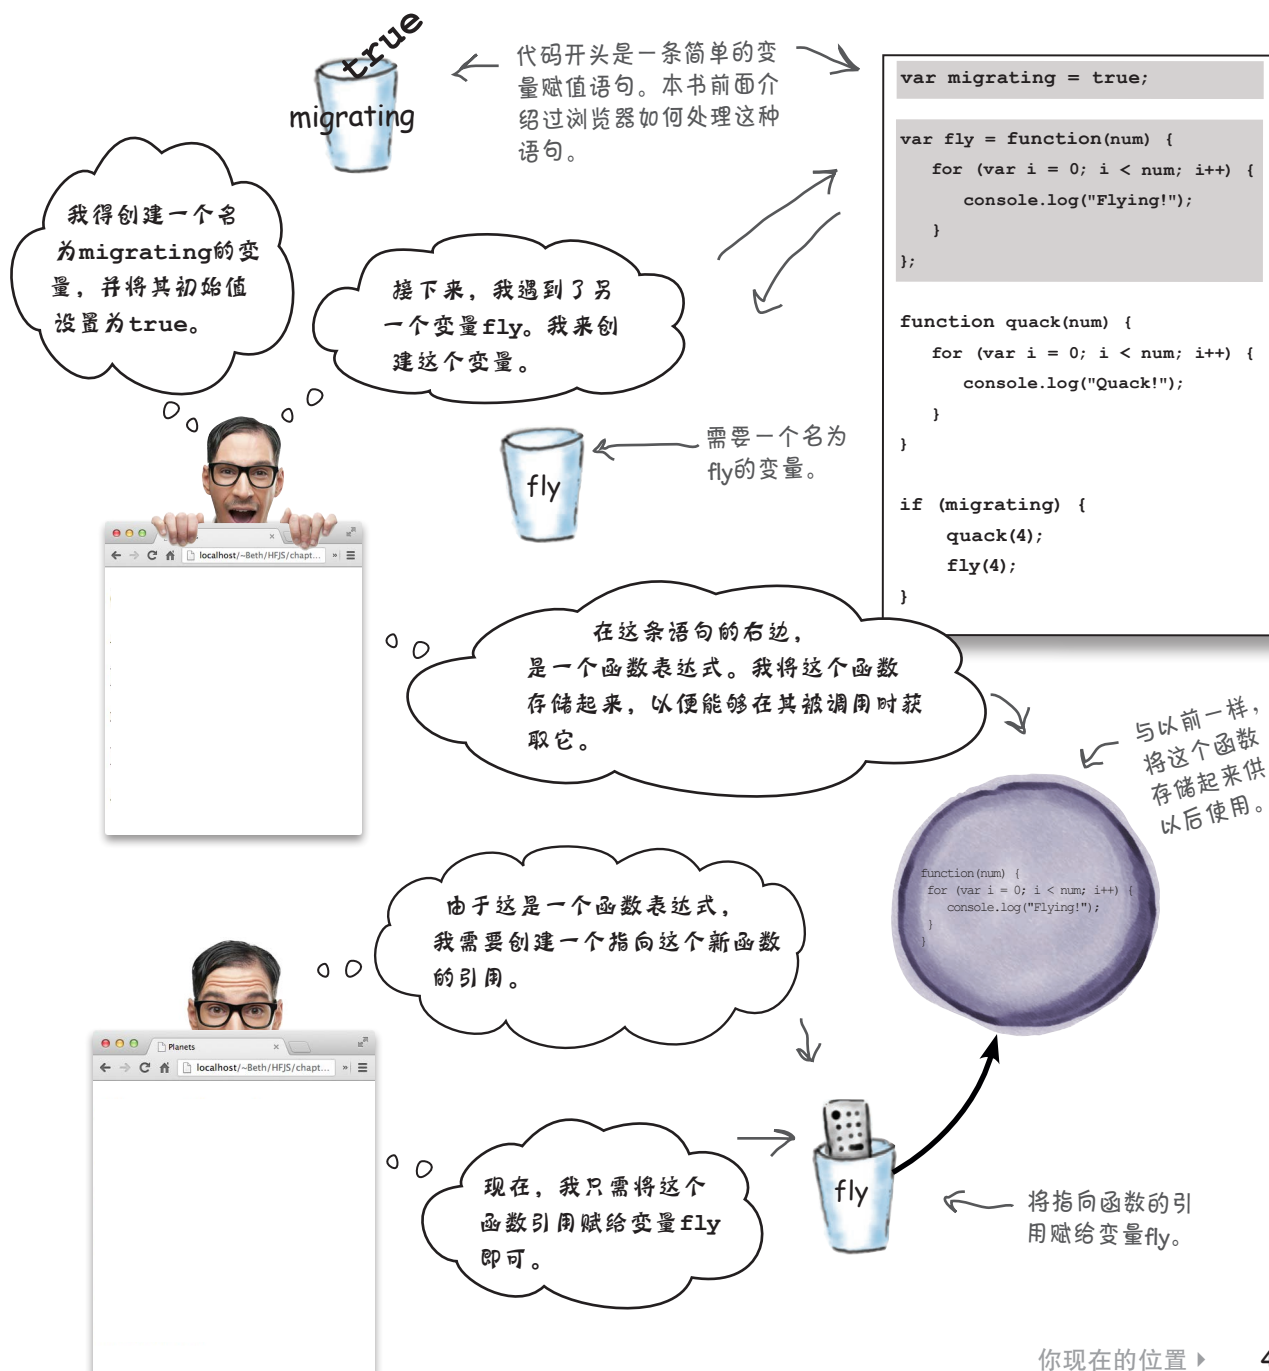 true
migrating
代码开头是一条简单的变
量赋值语句。本书前面介
绍过浏览器如何处理这种
语句。
var migrating = true;
var fly = function(num) {
for (var i = 0; i < num; i++) {
console.log("Flying!");
}
};
function quack(num) {
for (var i = 0; i < num; i++) {
console.log("Quack!");
}
}
if (migrating) {
quack(4);
fly(4);
}
我得创建一个名
为migrating的变
量，并将其初始值
设置为true。
接下来，我遇到了另
一个变量fly。我来创
建这个变量。
fly
需要一个名为
fly的变量。
localhost/~Beth/HFJS/chapt...
在这条语句的右边，
是一个函数表达式。我将这个函数
存储起来，以便能够在其被调用时获
取它。
与以前一样，
将这个函数
存储起来供
以后使用。
function(num) {
for (var i = 0; i < num; i++) {
console.log("Flying!");
}
}
由于这是一个函数表达式，
我需要创建一个指向这个新函数
的引用。
Planets
localhost/~Beth/HFJS/chapt...
现在，我只需将这个
函数引用赋给变量fly
即可。
fly
将指向函数的引
用赋给变量fly。
你现在的位置